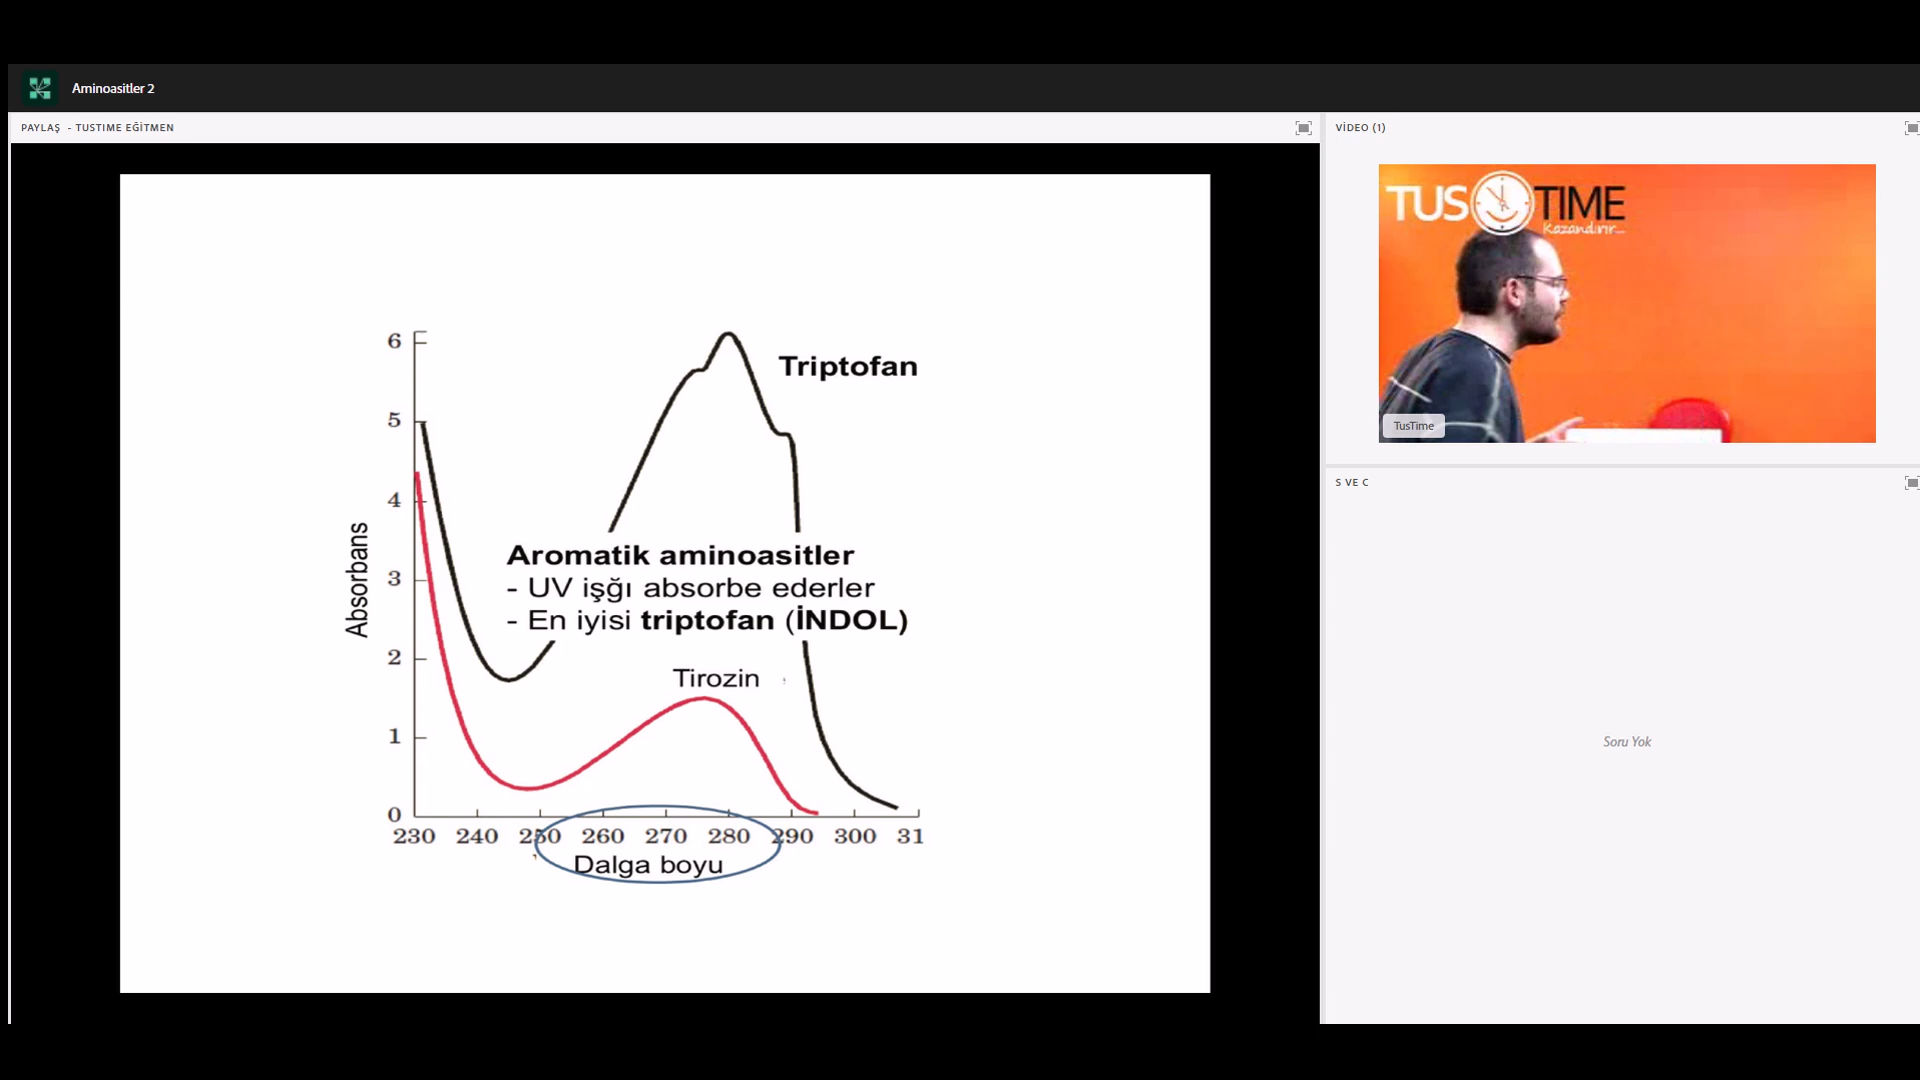 Aminoasitler 2
PAYLAŞ - TUSTIME EĞİTMEN
VİDEO (1)
TUS TIME
Kazandırır...
TusTime
S VE C
Soru Yok
6
5
4
3
2
1
0
Absorbans
Triptofan
Aromatik aminoasitler
- UV işğı absorbe ederler
- En iyisi triptofan (İNDOL)
Tirozin
230 240 250 260 270 280 290 300 31
Dalga boyu